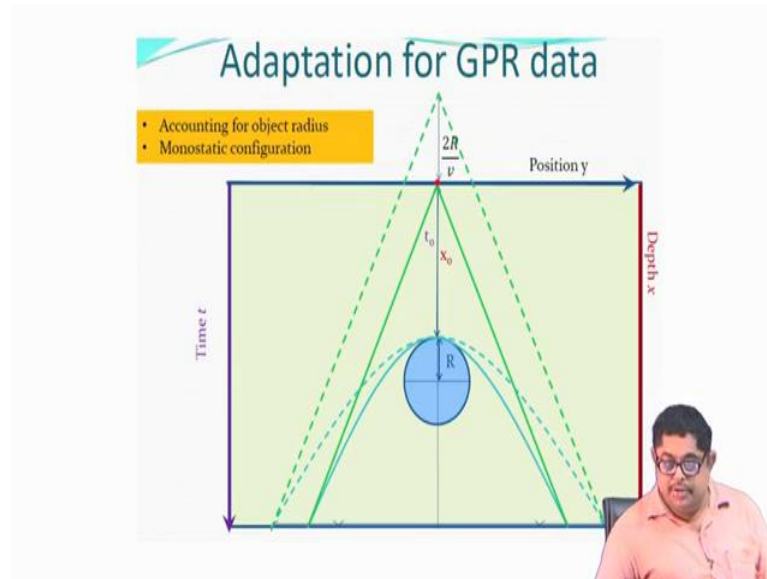 Adaptation for GPR data
• Accounting for object radius
• Monostatic configuration
2R
v
Position y
t₀
x₀
Depth x
Time t
R